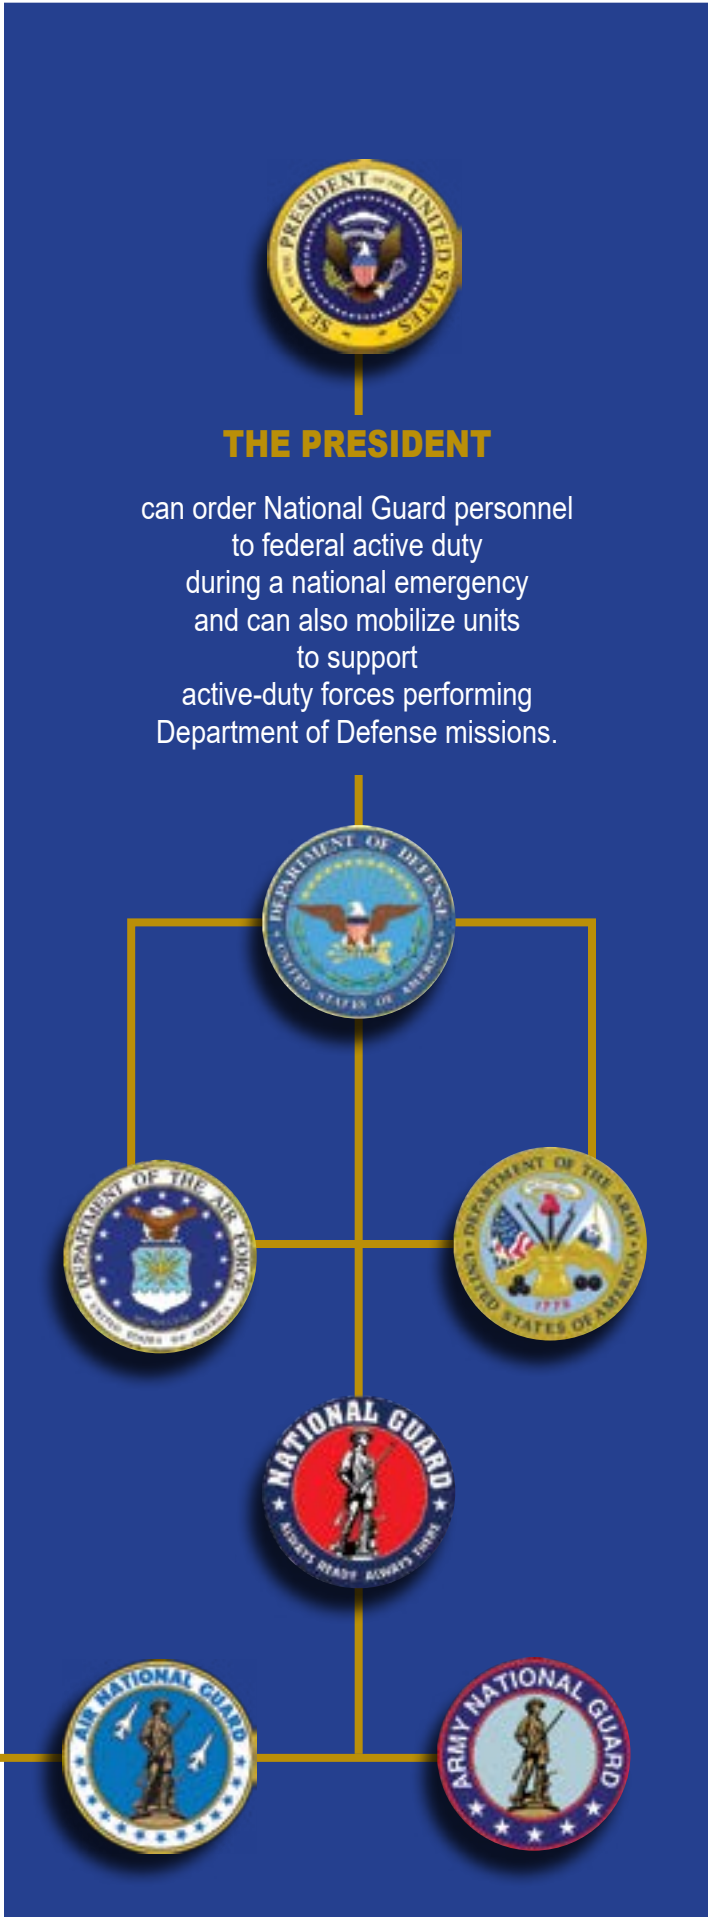 SEAL OF THE PRESIDENT OF THE UNITED STATES
THE PRESIDENT
can order National Guard personnel
to federal active duty
during a national emergency
and can also mobilize units
to support
active-duty forces performing
Department of Defense missions.
DEPARTMENT OF DEFENSE
UNITED STATES OF AMERICA
DEPARTMENT OF THE AIR FORCE
UNITED STATES OF AMERICA
DEPARTMENT OF THE ARMY
1775
UNITED STATES OF AMERICA
NATIONAL GUARD
ALWAYS READY ALWAYS THERE
AIR NATIONAL GUARD
ARMY NATIONAL GUARD